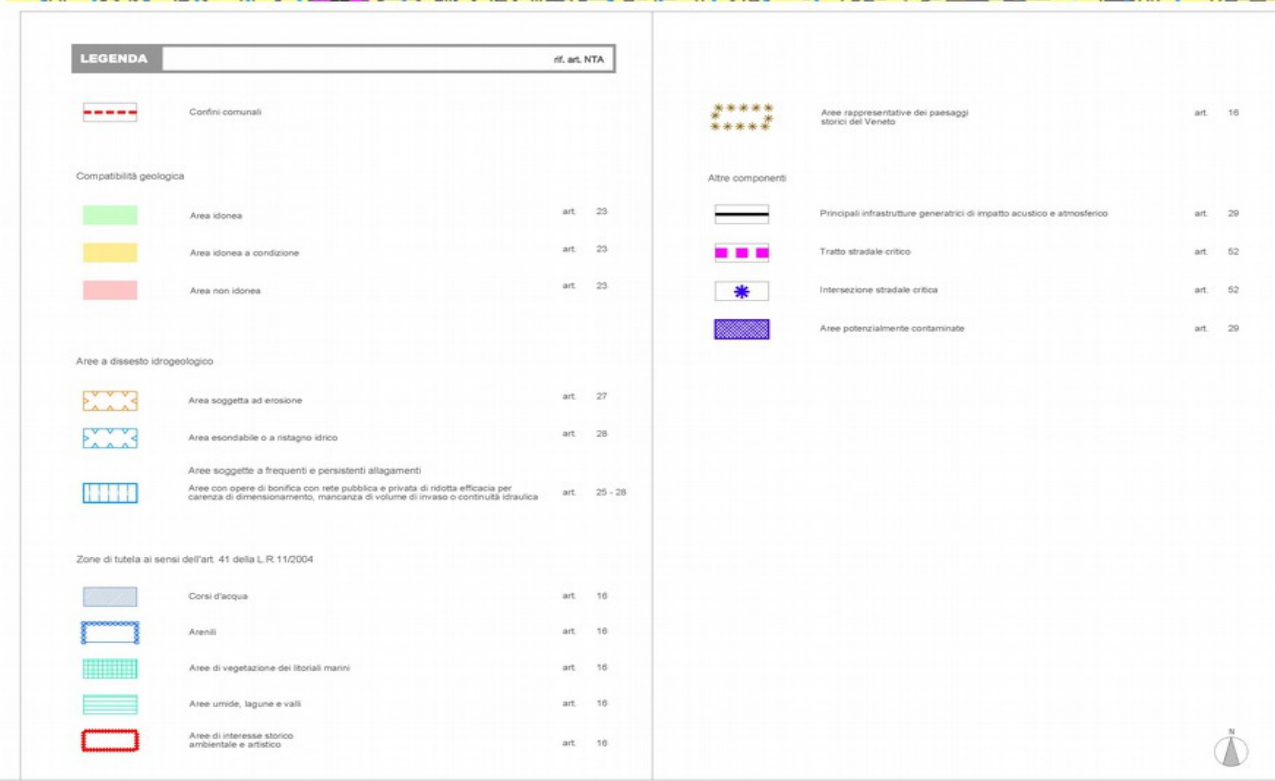 LEGENDA rif. art. NTA
Confini comunali
Compatibilità geologica
Area idonea art. 23
Area idonea a condizione art. 23
Area non idonea art. 23
Aree a dissesto idrogeologico
Area soggetta ad erosione art. 27
Area esondabile o a ristagno idrico art. 28
Aree soggette a frequenti e persistenti allagamenti
Aree con opere di bonifica con rete pubblica e privata di ridotta efficacia per
carenza di dimensionamento, mancanza di volume di invaso o continuità idraulica art. 25 - 28
Zone di tutela ai sensi dell'art. 41 della L.R.11/2004
Corsi d'acqua art. 16
Arenili art. 16
Aree di vegetazione dei litoriali marini art. 16
Aree umide, lagune e valli art. 16
Aree di interesse storico
ambientale e artistico art. 16
Aree rappresentative dei paesaggi art. 16
storici del Veneto
Altre componenti
Principali infrastrutture generatrici di impatto acustico e atmosferico art. 29
Tratto stradale critico art. 52
Intersezione stradale critica art. 52
Aree potenzialmente contaminate art. 29
N